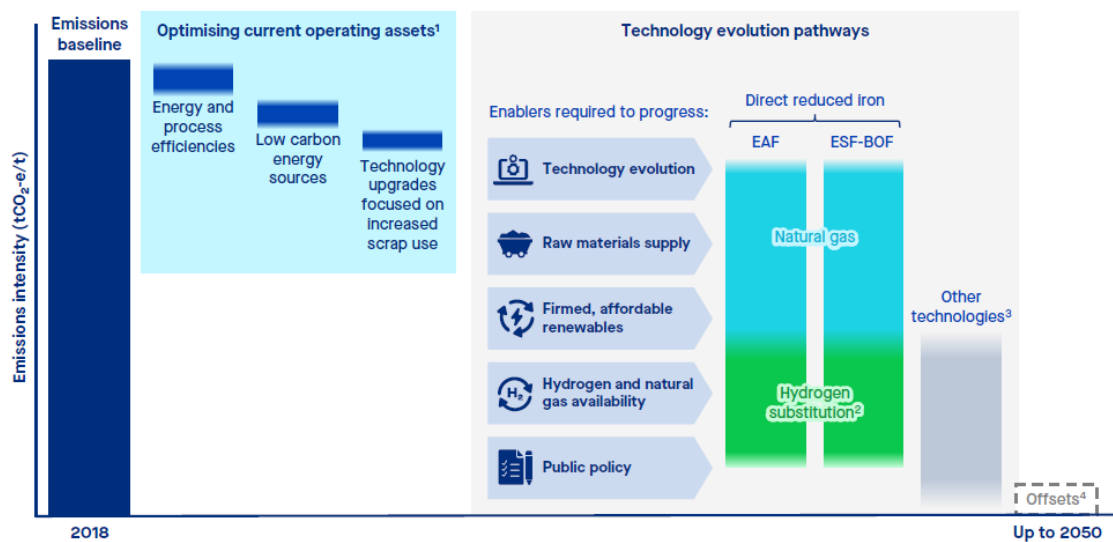 Emissions
baseline
Optimising current operating assets¹
Technology evolution pathways
Energy and
process
efficiencies
Low carbon
energy
sources
Technology
upgrades
focused on
increased
scrap use
Enablers required to progress:
Direct reduced iron
EAF
ESF-BOF
Technology evolution
Raw materials supply
Firmed, affordable
renewables
H₂
Hydrogen and natural
gas availability
Public policy
Natural gas
Hydrogen
substitution²
Other
technologies³
Offsets⁴
Emissions intensity (tCO₂-e/t)
2018
Up to 2050